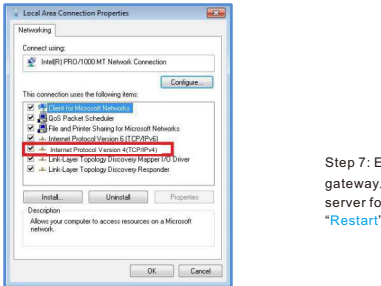 Local Area Connection Properties
Networking
Connect using:
Intel(R) PRO/1000 MT Network Connection
Configure...
This connection uses the following items:
Client for Microsoft Networks
QoS Packet Scheduler
File and Printer Sharing for Microsoft Networks
Internet Protocol Version 6 (TCP/IPv6)
Internet Protocol Version 4(TCP/IPv4)
Link-Layer Topology Discovery Mapper I/O Driver
Link-Layer Topology Discovery Responder
Install...
Uninstall
Properties
Description
Allows your computer to access resources on a Microsoft
network.
OK
Cancel
Step 7: E
gateway.
server fo
“Restart”